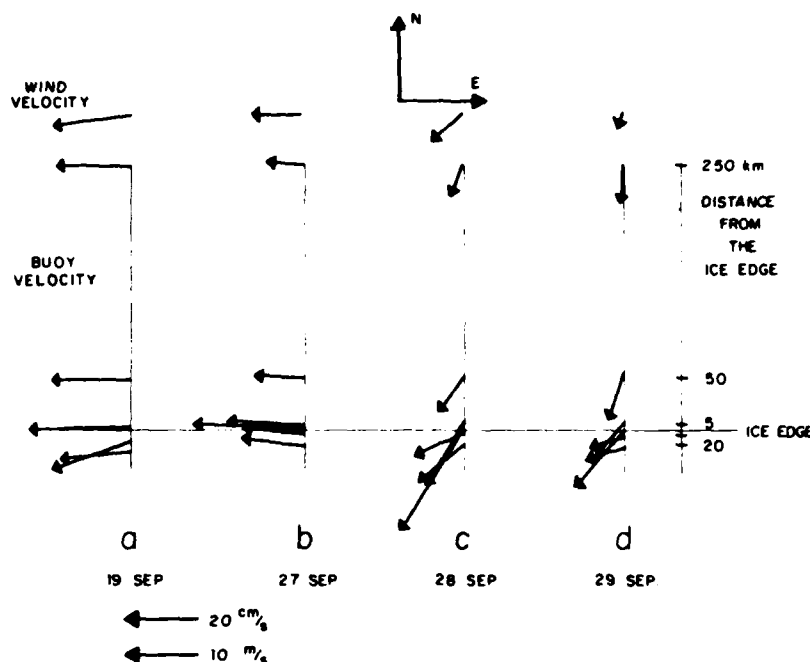 N
E
WIND
VELOCITY
250 km
DISTANCE
FROM
THE
ICE EDGE
BUOY
VELOCITY
50
5
ICE EDGE
20
a
b
c
d
19 SEP
27 SEP
28 SEP
29 SEP.
20 cm/s
10 m/s